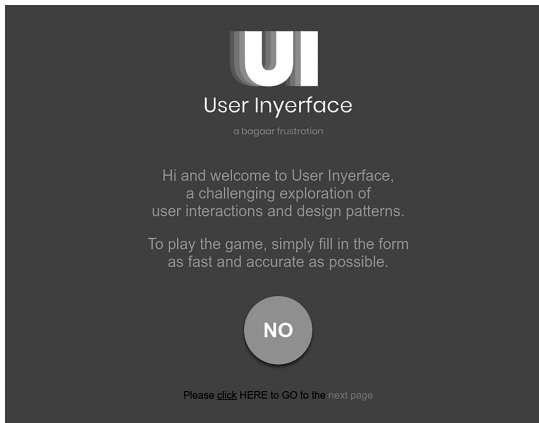 UI
User Inyerface
a bagaar frustration
Hi and welcome to User Inyerface,
a challenging exploration of
user interactions and design patterns.
To play the game, simply fill in the form
as fast and accurate as possible.
NO
Please click HERE to GO to the next page